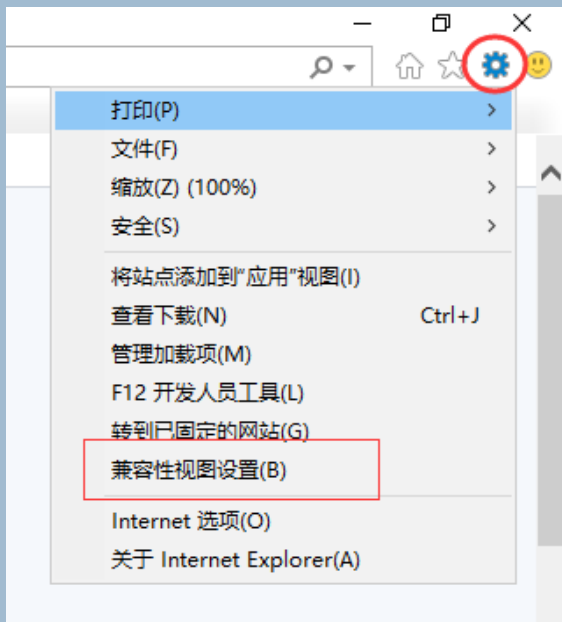 打印(P)
文件(F)
缩放(Z) (100%)
安全(S)
将站点添加到“应用”视图(I)
查看下载(N) Ctrl+J
管理加载项(M)
F12 开发人员工具(L)
转到已固定的网站(G)
兼容性视图设置(B)
Internet 选项(O)
关于 Internet Explorer(A)